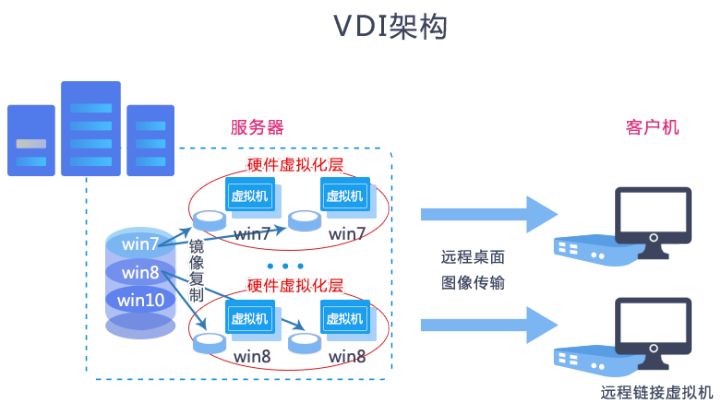 VDI架构
服务器
客户机
硬件虚拟化层
虚拟机
虚拟机
win7
win7
win7
win8
win10
镜像复制
硬件虚拟化层
虚拟机
虚拟机
win8
win8
远程桌面
图像传输
远程链接虚拟机